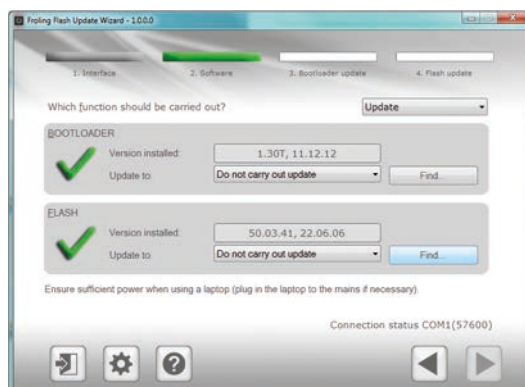 Froling Flash Update Wizard - 1.0.0.0
1. Interface
2. Software
3. Bootloader update
4. Flash update
Which function should be carried out?
Update
BOOTLOADER
Version installed:
1.30T, 11.12.12
Update to:
Do not carry out update
Find...
FLASH
Version installed:
50.03.41, 22.06.06
Update to:
Do not carry out update
Find...
Ensure sufficient power when using a laptop (plug in the laptop to the mains if necessary).
Connection status COM1(57600)
?